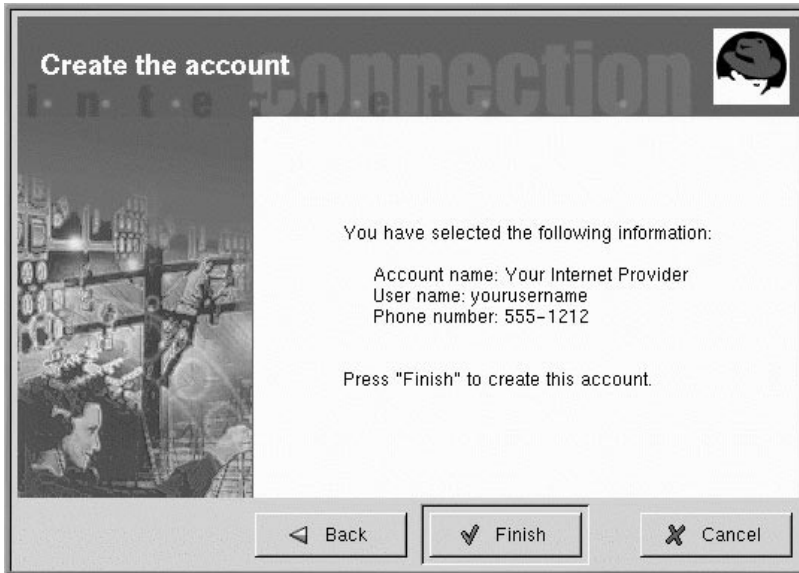 Create the account
connection
internet
You have selected the following information:
Account name: Your Internet Provider
User name: yourusername
Phone number: 555-1212
Press "Finish" to create this account.
Back
Finish
Cancel